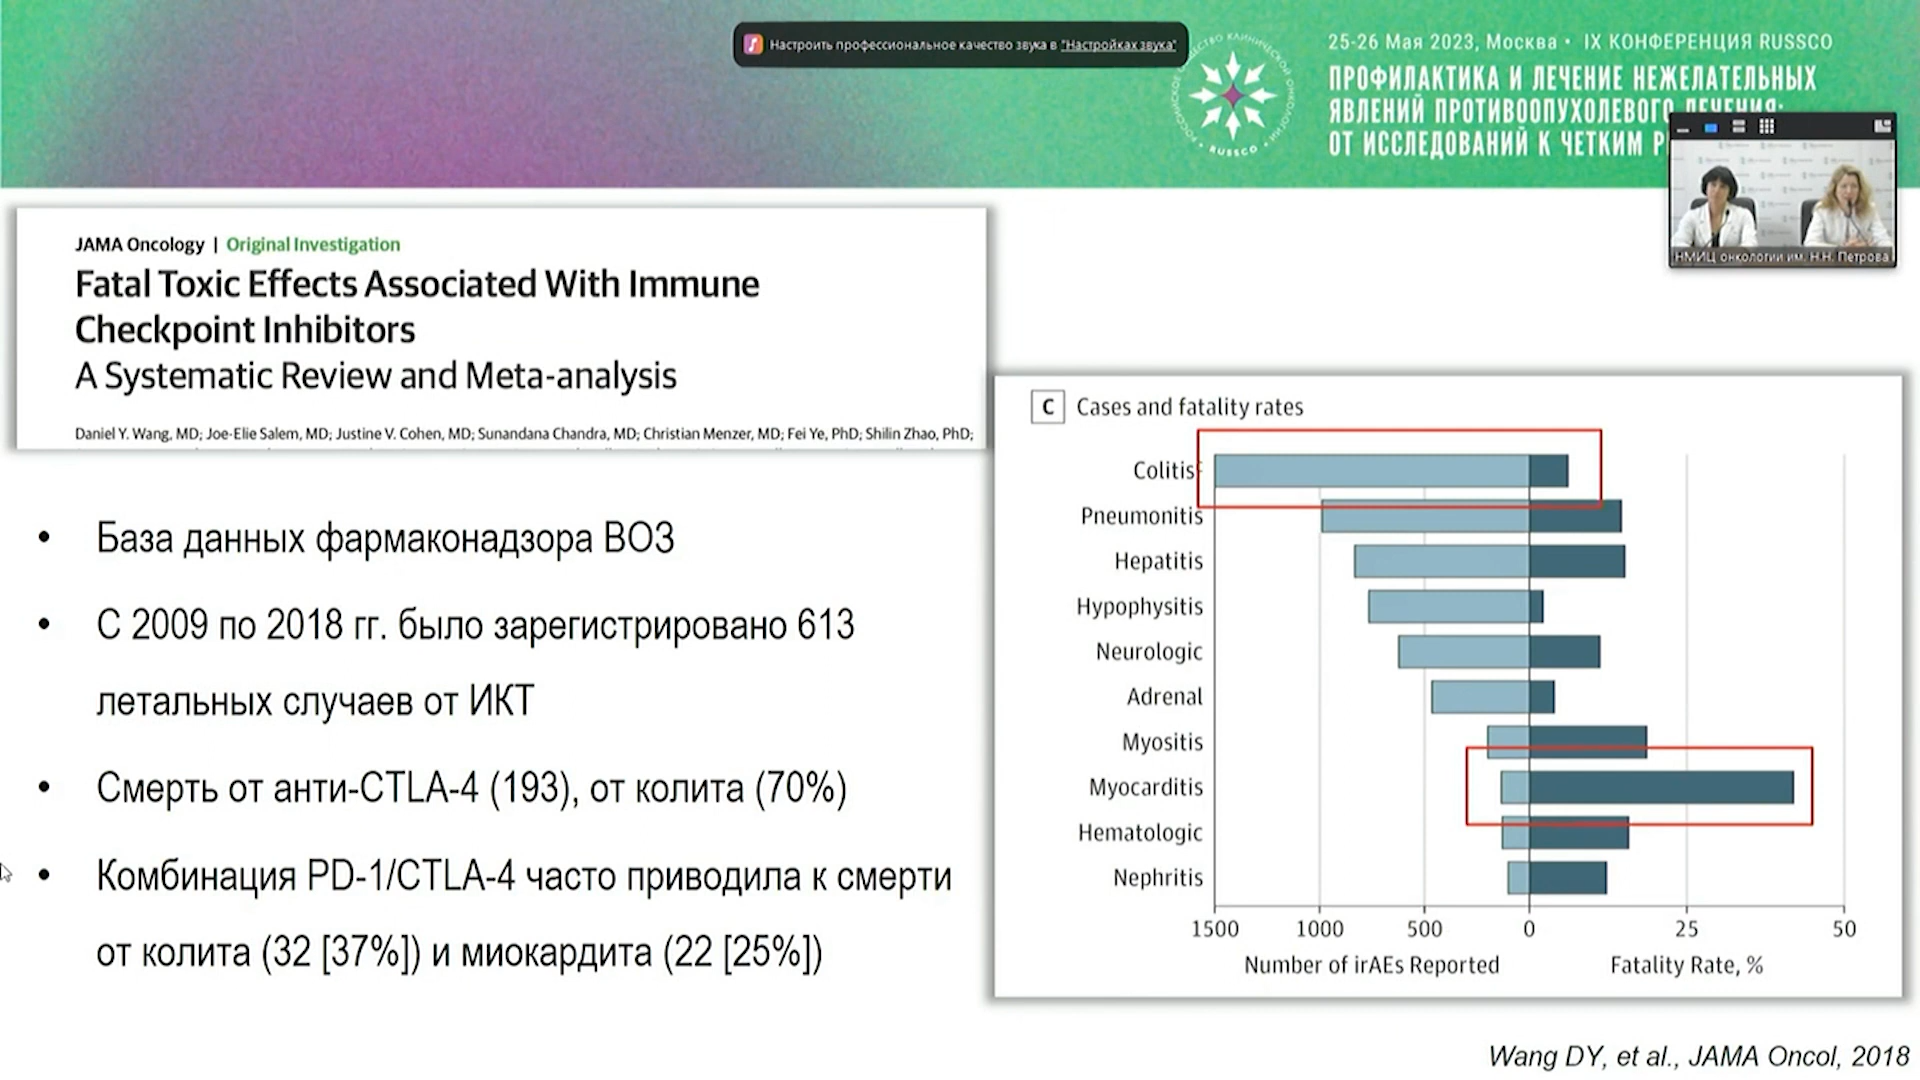 Настроить профессиональное качество звука в "Настройках звука"
25-26 Мая 2023, Москва • IX КОНФЕРЕНЦИЯ RUSSCO
ПРОФИЛАКТИКА И ЛЕЧЕНИЕ НЕЖЕЛАТЕЛЬНЫХ
ЯВЛЕНИЙ ПРОТИВООПУХОЛЕВОГО ЛЕЧЕНИЯ:
ОТ ИССЛЕДОВАНИЙ К ЧЕТКИМ
РОССИЙСКОЕ ОБЩЕСТВО КЛИНИЧЕСКОЙ ОНКОЛОГИИ
• RUSSCO •
НМИЦ онкологии им. Н.Н. Петрова
JAMA Oncology | Original Investigation
Fatal Toxic Effects Associated With Immune
Checkpoint Inhibitors
A Systematic Review and Meta-analysis
Daniel Y. Wang, MD; Joe-Elie Salem, MD; Justine V. Cohen, MD; Sunandana Chandra, MD; Christian Menzer, MD; Fei Ye, PhD; Shilin Zhao, PhD;
• База данных фармаконадзора ВОЗ
• С 2009 по 2018 гг. было зарегистрировано 613
летальных случаев от ИКТ
• Смерть от анти-CTLA-4 (193), от колита (70%)
• Комбинация PD-1/CTLA-4 часто приводила к смерти
от колита (32 [37%]) и миокардита (22 [25%])
C Cases and fatality rates
Colitis
Pneumonitis
Hepatitis
Hypophysitis
Neurologic
Adrenal
Myositis
Myocarditis
Hematologic
Nephritis
1500 1000 500 0 25 50
Number of irAEs Reported Fatality Rate, %
Wang DY, et al., JAMA Oncol, 2018